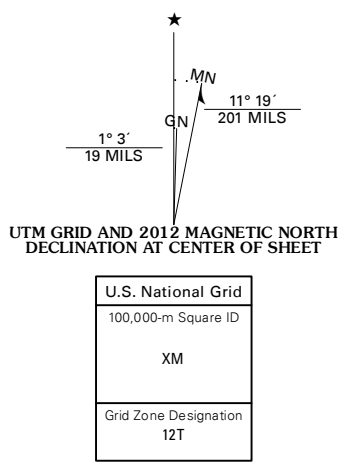 MN
GN
11° 19´
201 MILS
1° 3´
19 MILS
UTM GRID AND 2012 MAGNETIC NORTH
DECLINATION AT CENTER OF SHEET
U.S. National Grid
100,000-m Square ID
XM
Grid Zone Designation
12T